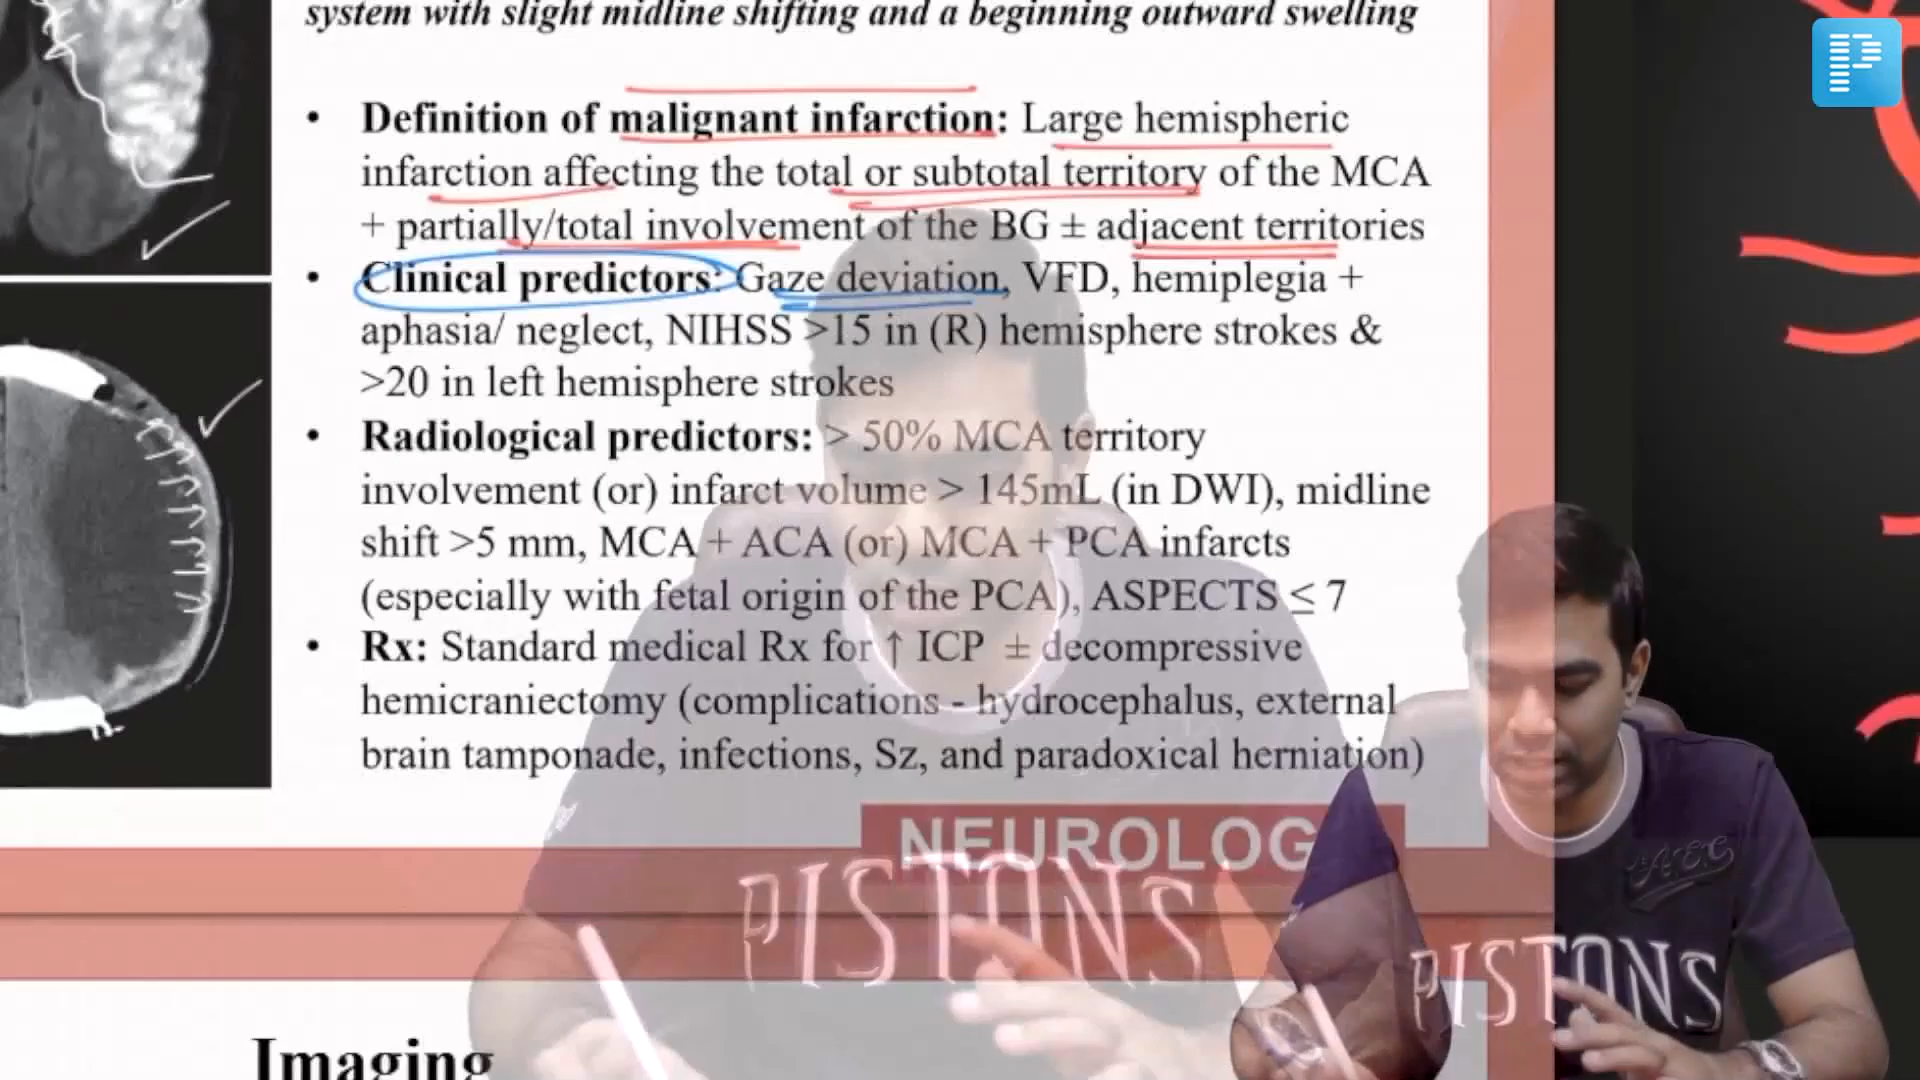 system with slight midline shifting and a beginning outward swelling
• Definition of malignant infarction: Large hemispheric
infarction affecting the total or subtotal territory of the MCA
+ partially/total involvement of the BG ± adjacent territories
• Clinical predictors: Gaze deviation, VFD, hemiplegia +
aphasia/ neglect, NIHSS >15 in (R) hemisphere strokes &
>20 in left hemisphere strokes
• Radiological predictors: > 50% MCA territory
involvement (or) infarct volume > 145mL (in DWI), midline
shift >5 mm, MCA + ACA (or) MCA + PCA infarcts
(especially with fetal origin of the PCA), ASPECTS ≤ 7
• Rx: Standard medical Rx for ↑ ICP ± decompressive
hemicraniectomy (complications - hydrocephalus, external
brain tamponade, infections, Sz, and paradoxical herniation)
NEUROLOG
PISTONS
PISTONS
Imaging